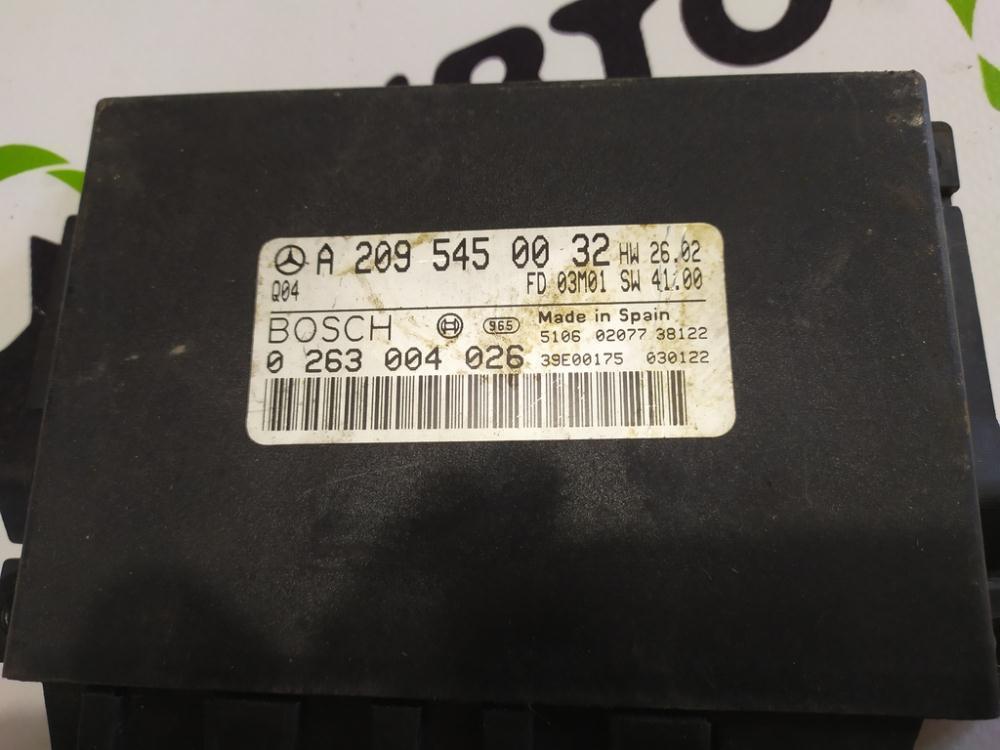 АВТО
A 209 545 00 32 HW 26.02
Q04 FD 03M01 SW 41.00
BOSCH 965 Made in Spain
5106 02077 38122
0 263 004 026 39E00175 030122